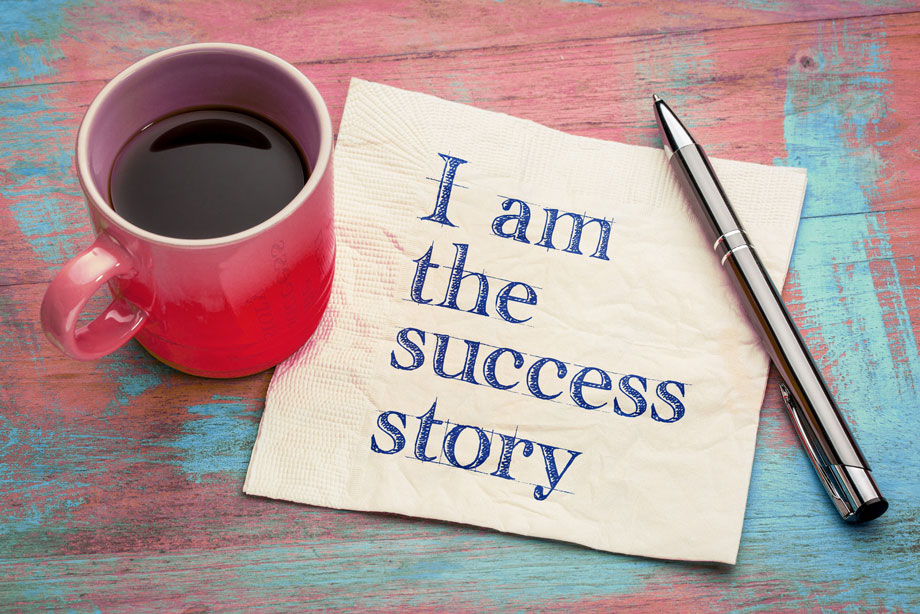 I am
the
success
story